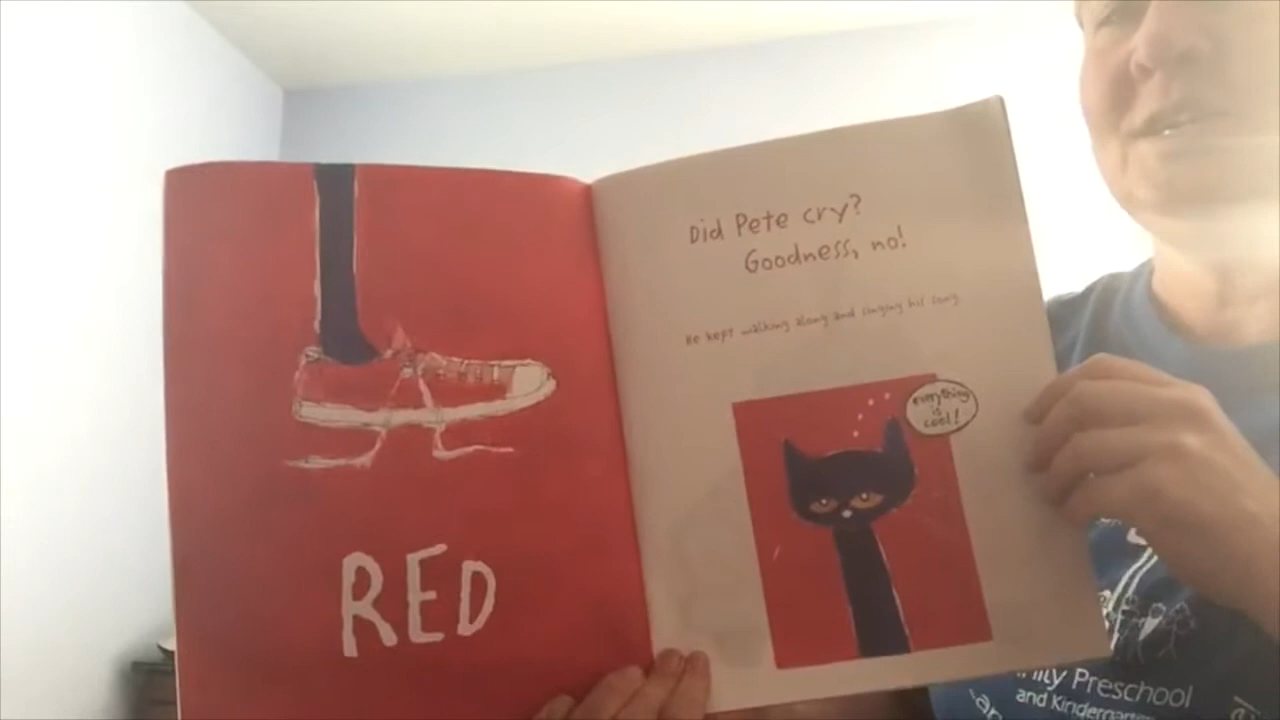 RED
Did Pete cry?
Goodness, no!
He kept walking along and singing his song.
everything
is
cool!
Preschool
and